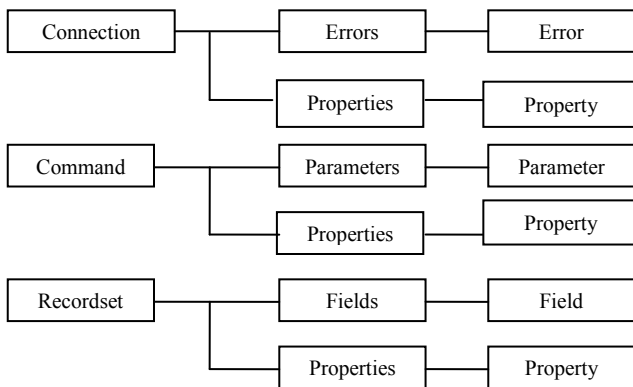 Connection Errors Error
Properties Property
Command Parameters Parameter
Properties Property
Recordset Fields Field
Properties Property